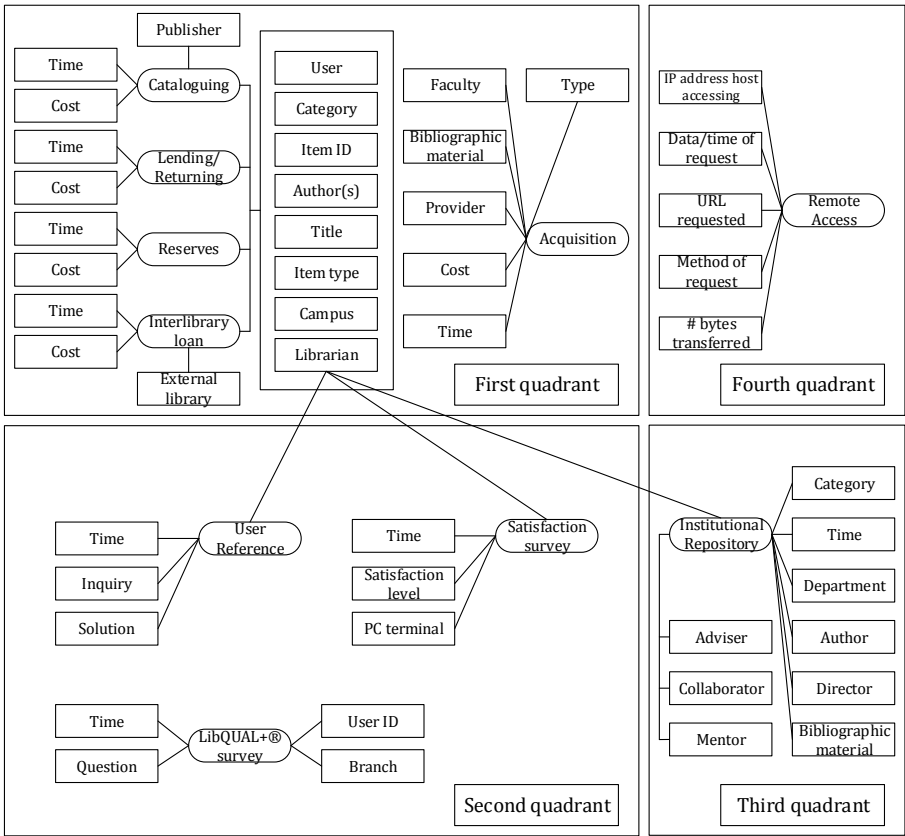 Publisher
Time
Cataloguing
Cost
Time
Lending/
Returning
Cost
Time
Reserves
Cost
Time
Interlibrary
loan
Cost
External
library
User
Category
Item ID
Author(s)
Title
Item type
Campus
Librarian
Faculty
Type
Bibliographic
material
Provider
Acquisition
Cost
Time
First quadrant
IP address host
accessing
Data/time of
request
URL
requested
Remote
Access
Method of
request
# bytes
transferred
Fourth quadrant
Time
User
Reference
Inquiry
Solution
Time
Satisfaction
survey
Satisfaction
level
PC terminal
Time
LibQUAL+®
survey
Question
User ID
Branch
Second quadrant
Institutional
Repository
Category
Time
Department
Adviser
Author
Collaborator
Director
Mentor
Bibliographic
material
Third quadrant